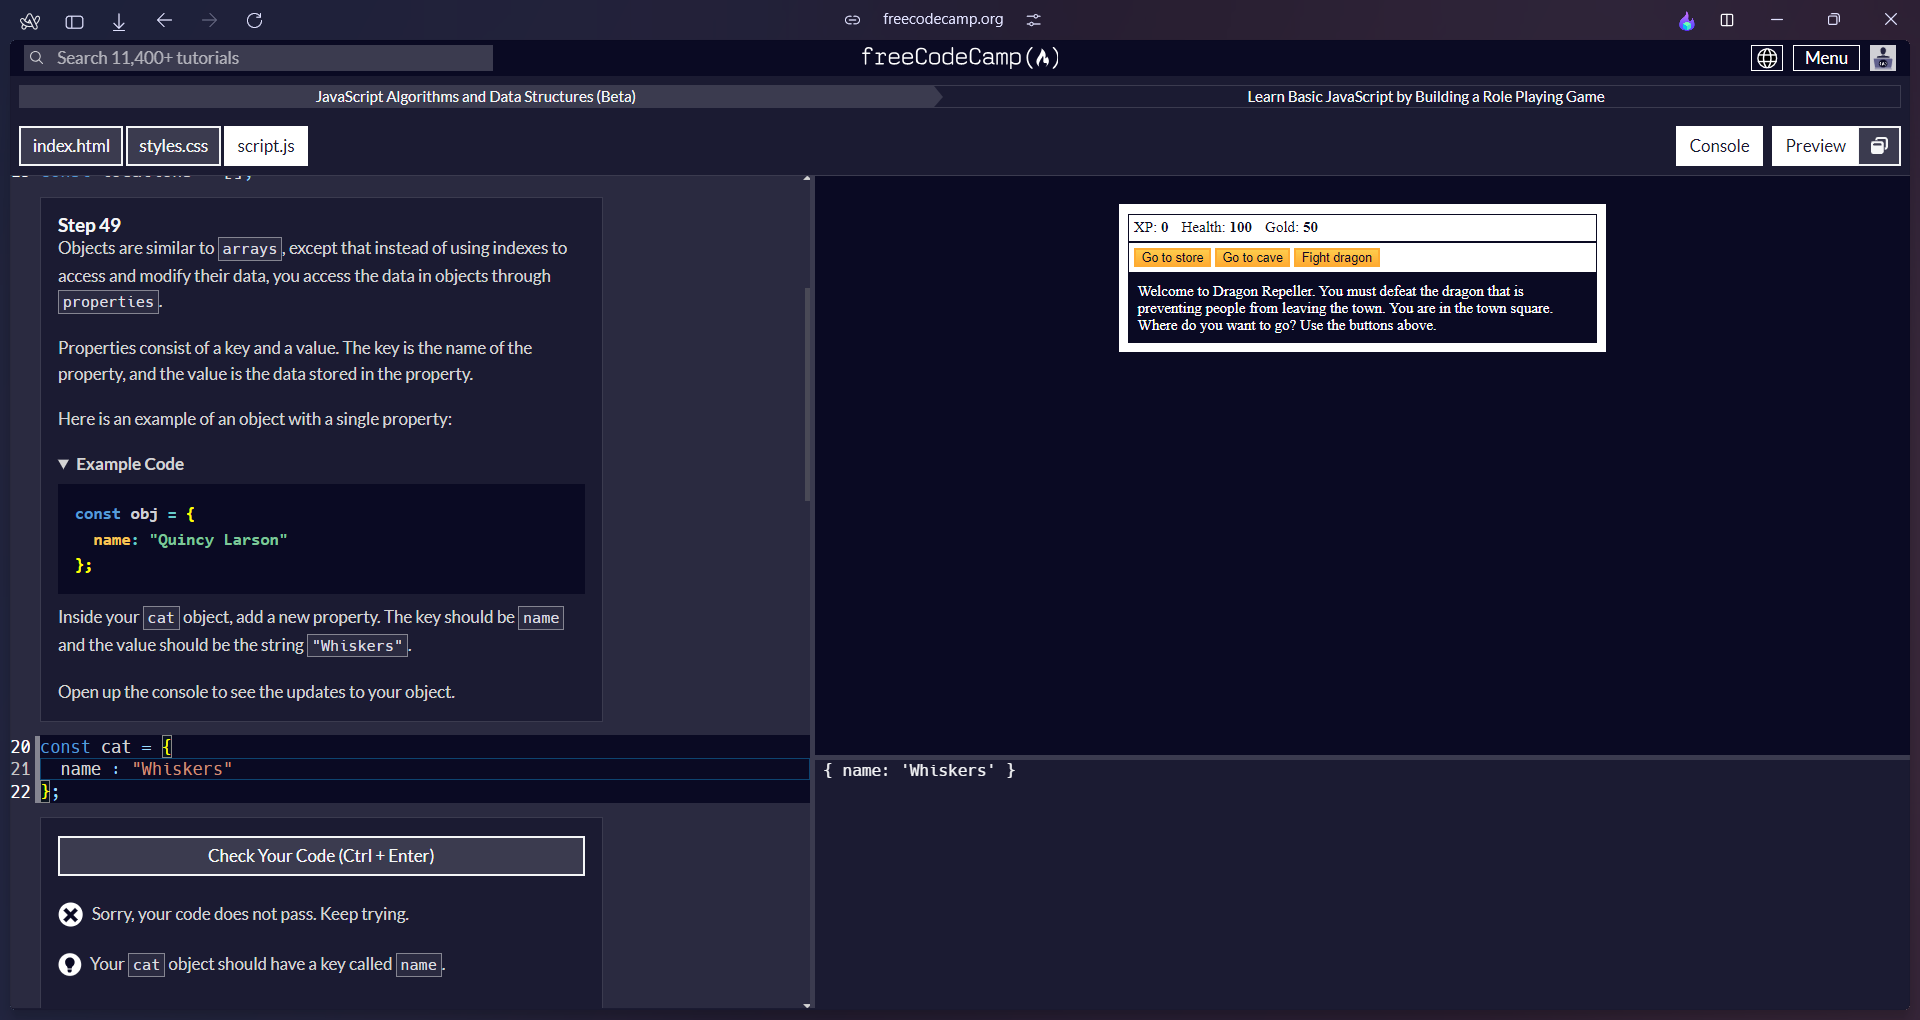 freecodecamp.org
Search 11,400+ tutorials
freeCodeCamp(🔥)
Menu
JavaScript Algorithms and Data Structures (Beta)
Learn Basic JavaScript by Building a Role Playing Game
index.html
styles.css
script.js
Console
Preview
Step 49
Objects are similar to arrays, except that instead of using indexes to
access and modify their data, you access the data in objects through
properties.
Properties consist of a key and a value. The key is the name of the
property, and the value is the data stored in the property.
Here is an example of an object with a single property:
▼ Example Code
const obj = {
  name: "Quincy Larson"
};
Inside your cat object, add a new property. The key should be name
and the value should be the string "Whiskers".
Open up the console to see the updates to your object.
20 const cat = {
21   name : "Whiskers"
22 };
Check Your Code (Ctrl + Enter)
Sorry, your code does not pass. Keep trying.
Your cat object should have a key called name.
XP: 0 Health: 100 Gold: 50
Go to store
Go to cave
Fight dragon
Welcome to Dragon Repeller. You must defeat the dragon that is
preventing people from leaving the town. You are in the town square.
Where do you want to go? Use the buttons above.
{ name: 'Whiskers' }